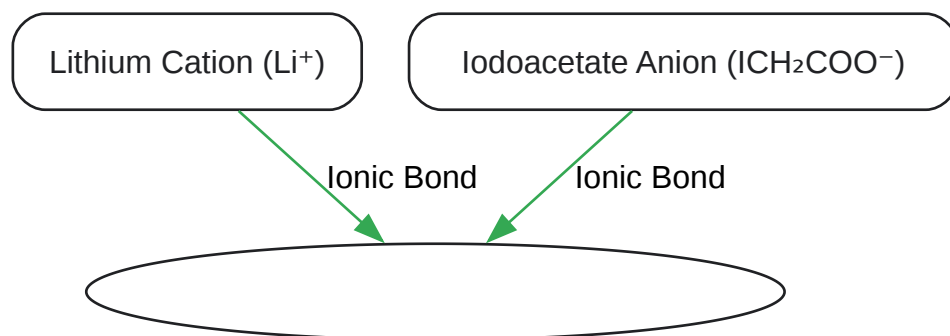 Lithium Cation (Li⁺)
Iodoacetate Anion (ICH₂COO⁻)
Ionic Bond
Ionic Bond